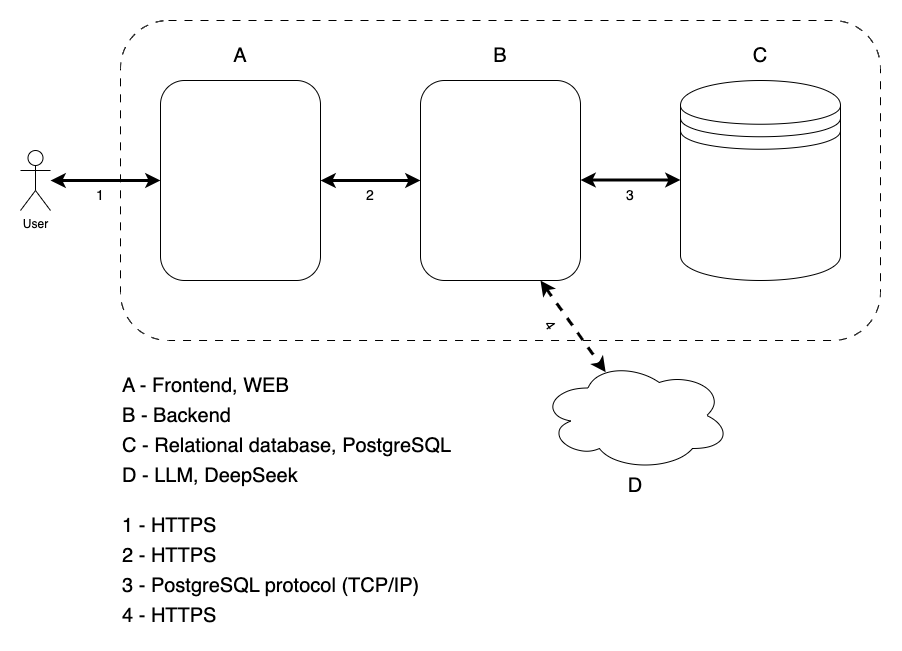 A
B
C
1
2
3
User
4
D
A - Frontend, WEB
B - Backend
C - Relational database, PostgreSQL
D - LLM, DeepSeek
1 - HTTPS
2 - HTTPS
3 - PostgreSQL protocol (TCP/IP)
4 - HTTPS